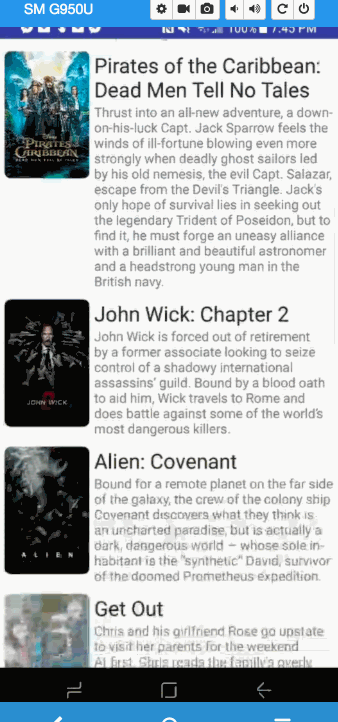 SM G950U
100% 7:45 PM
Pirates of the Caribbean:
Dead Men Tell No Tales
Thrust into an all-new adventure, a down-
on-his-luck Capt. Jack Sparrow feels the
winds of ill-fortune blowing even more
strongly when deadly ghost sailors led
by his old nemesis, the evil Capt. Salazar,
escape from the Devil's Triangle. Jack's
only hope of survival lies in seeking out
the legendary Trident of Poseidon, but to
find it, he must forge an uneasy alliance
with a brilliant and beautiful astronomer
and a headstrong young man in the
British navy.
PIRATES
CARIBBEAN
DEAD MEN TELL NO TALES
John Wick: Chapter 2
John Wick is forced out of retirement
by a former associate looking to seize
control of a shadowy international
assassins' guild. Bound by a blood oath
to aid him, Wick travels to Rome and
does battle against some of the world's
most dangerous killers.
JOHN WICK
2
Alien: Covenant
Bound for a remote planet on the far side
of the galaxy, the crew of the colony ship
Covenant discovers what they think is
an uncharted paradise, but is actually a
dark, dangerous world – whose sole in-
habitant is the "synthetic" David, survivor
of the doomed Prometheus expedition.
ALIEN
Get Out
Chris and his girlfriend Rose go upstate
to visit her parents for the weekend
At first, Chris reads the family's overly